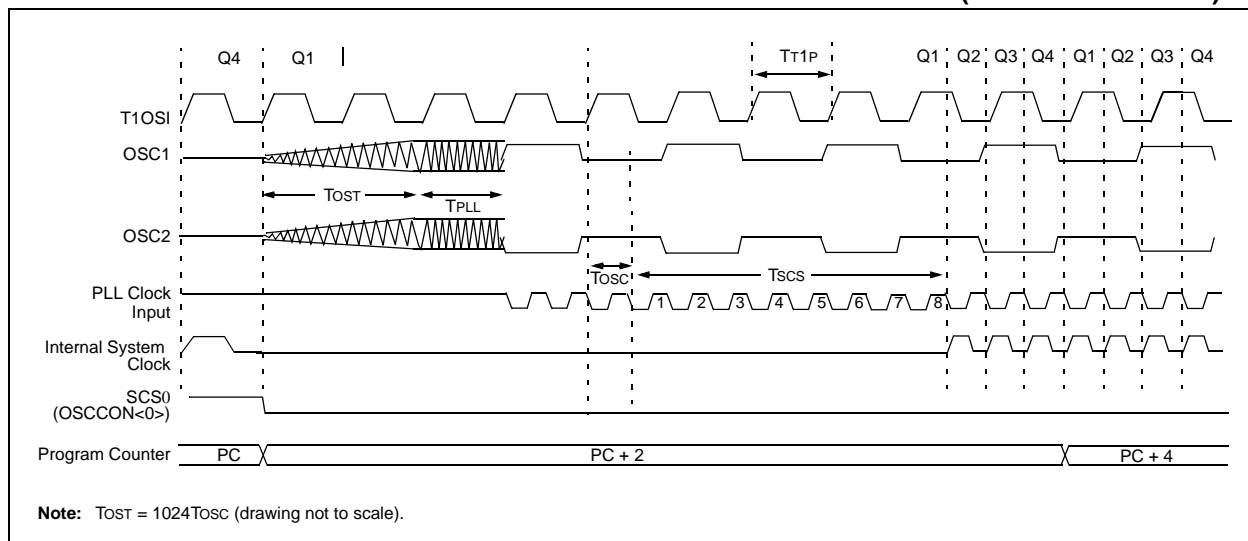 Q4 Q1 TT1P Q1 Q2 Q3 Q4 Q1 Q2 Q3 Q4
T1OSI
OSC1
TOST TPLL
OSC2
TOSC TSCS
PLL Clock
Input
1 2 3 4 5 6 7 8
Internal System
Clock
SCS0
(OSCCON<0>)
Program Counter PC PC + 2 PC + 4
Note: TOST = 1024TOSC (drawing not to scale).